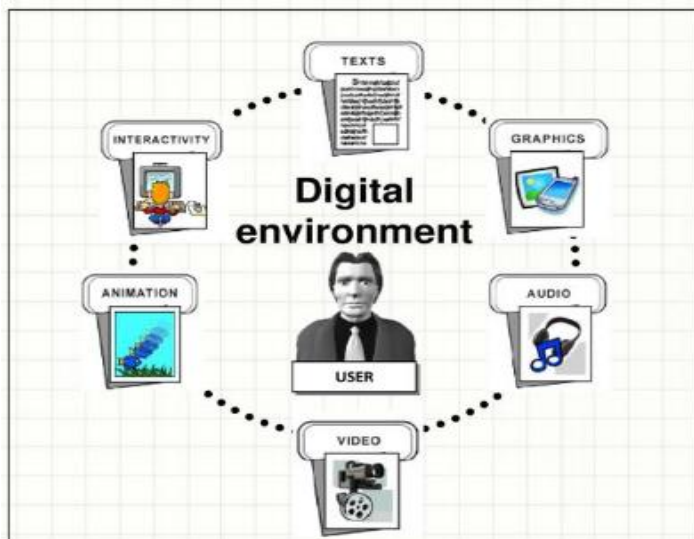 TEXTS
INTERACTIVITY
GRAPHICS
Digital
environment
ANIMATION
AUDIO
USER
VIDEO